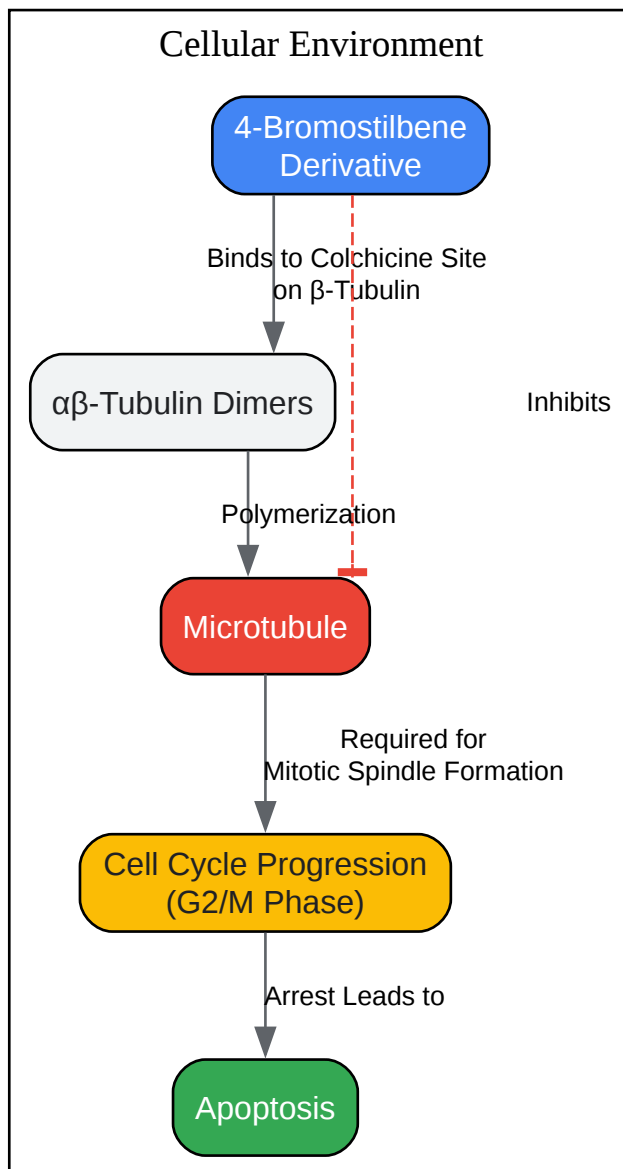 Cellular Environment
4-Bromostilbene
Derivative
Binds to Colchicine Site
on β-Tubulin
αβ-Tubulin Dimers
Inhibits
Polymerization
Microtubule
Required for
Mitotic Spindle Formation
Cell Cycle Progression
(G2/M Phase)
Arrest Leads to
Apoptosis